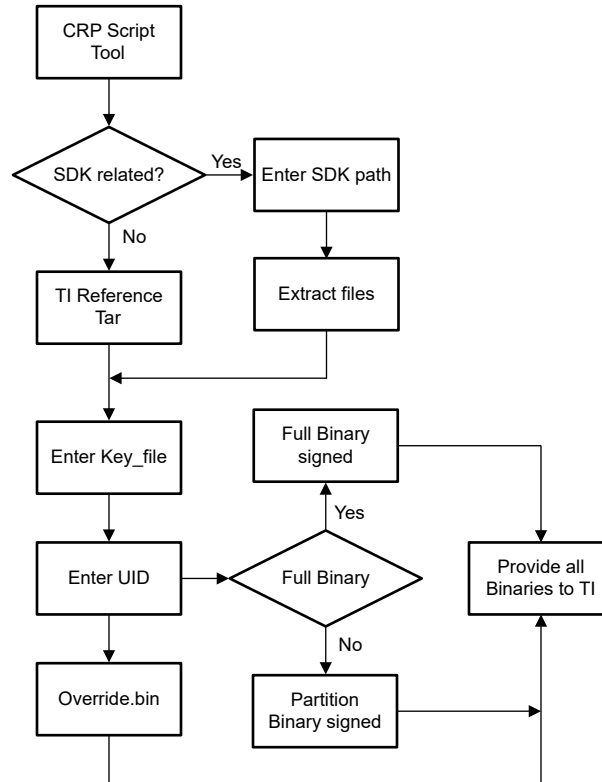 CRP Script
Tool
SDK related?
Yes
Enter SDK path
No
TI Reference
Tar
Extract files
Enter Key_file
Full Binary
signed
Yes
Enter UID
Full Binary
Provide all
Binaries to TI
No
Override.bin
Partition
Binary signed